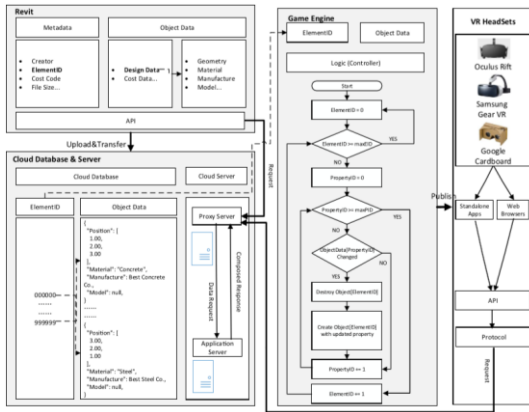 Revit
Metadata
Object Data
• Creator
• ElementID
• Cost Code
• File Size...
• Design Data
• Cost Data...
• Geometry
• Material
• Manufacture
• Model...
API
Upload&Transfer
Cloud Database & Server
Cloud Database
Cloud Server
ElementID
Object Data
000000
------
------
999999
{
"Position": [
1.00,
2.00,
3.00
],
"Material": "Concrete",
"Manufacture": Best Concrete
Co.,
"Model": null,
}
------
------
{
"Position": [
3.00,
2.00,
1.00
],
"Material": "Steel",
"Manufacture": Best Steel Co.,
"Model": null,
}
Proxy Server
Data Request
Composed Response
Application
Server
Request
Game Engine
ElementID
Object Data
Logic (Controller)
Start
ElementID = 0
ElementID >= maxEID
YES
NO
PropertyID = 0
PropertyID >= maxPID
YES
NO
ObjectData[PropertyID]
Changed
NO
YES
Destroy Object[ElementID]
Create Object[ElementID]
with updated property
PropertyID += 1
ElementID += 1
Publish
VR HeadSets
Oculus Rift
Samsung
Gear VR
Google
Cardboard
Standalone
Apps
Web
Browsers
API
Protocol
Request